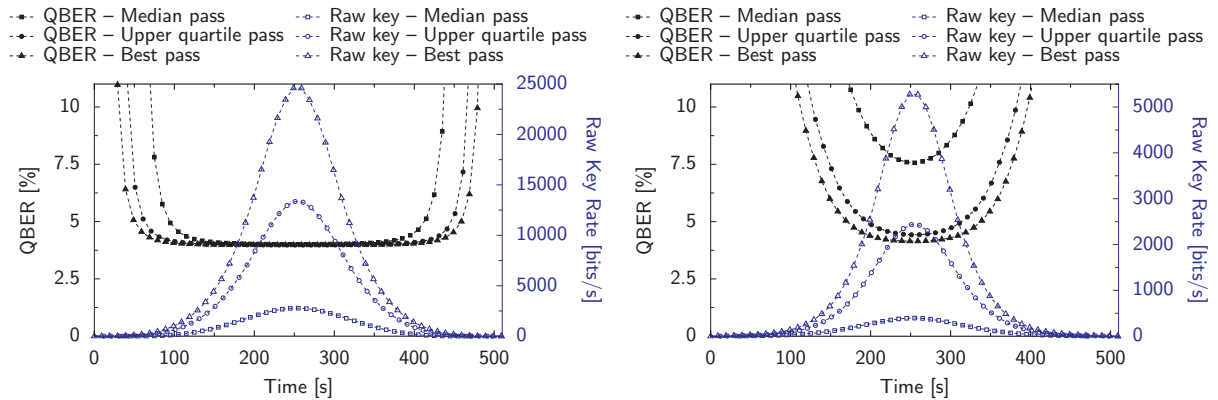 QBER – Median pass
QBER – Upper quartile pass
QBER – Best pass
Raw key – Median pass
Raw key – Upper quartile pass
Raw key – Best pass
QBER [%]
10
7.5
5
2.5
0
25000
20000
15000
10000
5000
0
Raw Key Rate [bits/s]
0 100 200 300 400 500
Time [s]
QBER – Median pass
QBER – Upper quartile pass
QBER – Best pass
Raw key – Median pass
Raw key – Upper quartile pass
Raw key – Best pass
QBER [%]
10
7.5
5
2.5
0
5000
4000
3000
2000
1000
0
Raw Key Rate [bits/s]
0 100 200 300 400 500
Time [s]